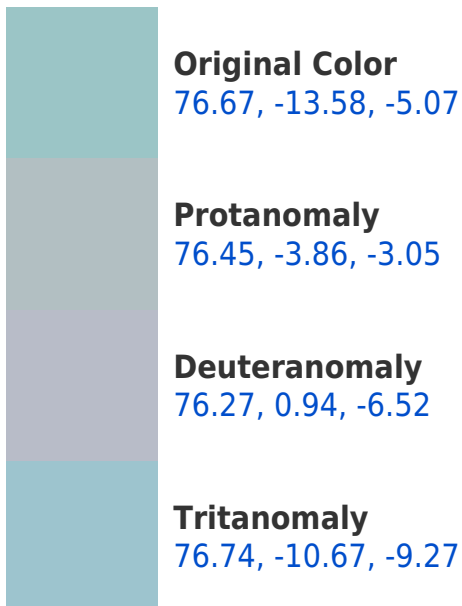 Original Color
76.67, -13.58, -5.07
Protanomaly
76.45, -3.86, -3.05
Deuteranomaly
76.27, 0.94, -6.52
Tritanomaly
76.74, -10.67, -9.27